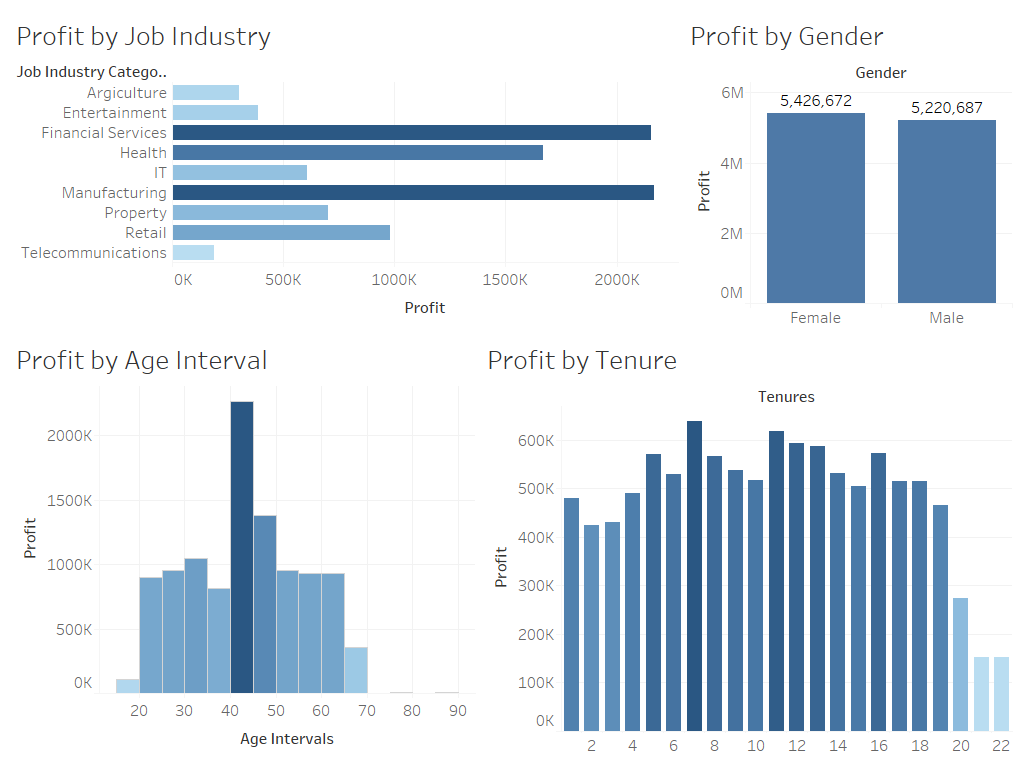 Profit by Job Industry
Job Industry Catego..
Argiculture
Entertainment
Financial Services
Health
IT
Manufacturing
Property
Retail
Telecommunications
0K 500K 1000K 1500K 2000K
Profit
Profit by Gender
Gender
6M
4M
2M
0M
Profit
5,426,672
5,220,687
Female Male
Profit by Age Interval
2000K
1500K
1000K
500K
0K
Profit
20 30 40 50 60 70 80 90
Age Intervals
Profit by Tenure
Tenures
600K
500K
400K
300K
200K
100K
0K
Profit
2 4 6 8 10 12 14 16 18 20 22